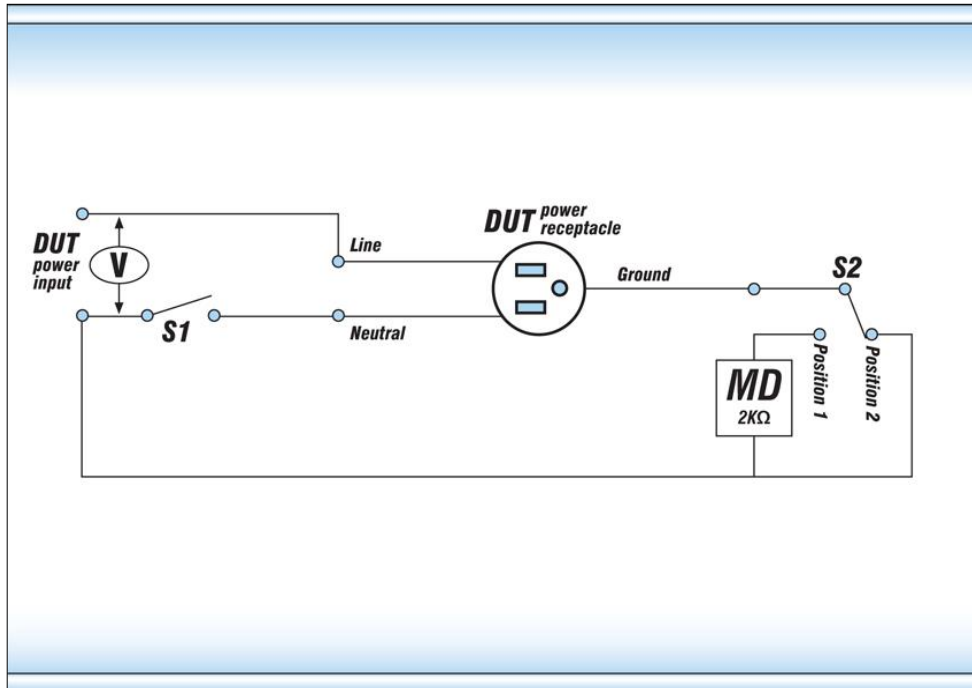 DUT
power
input
V
S1
Line
Neutral
DUT power
receptacle
Ground
S2
MD
2KΩ
Position 1
Position 2